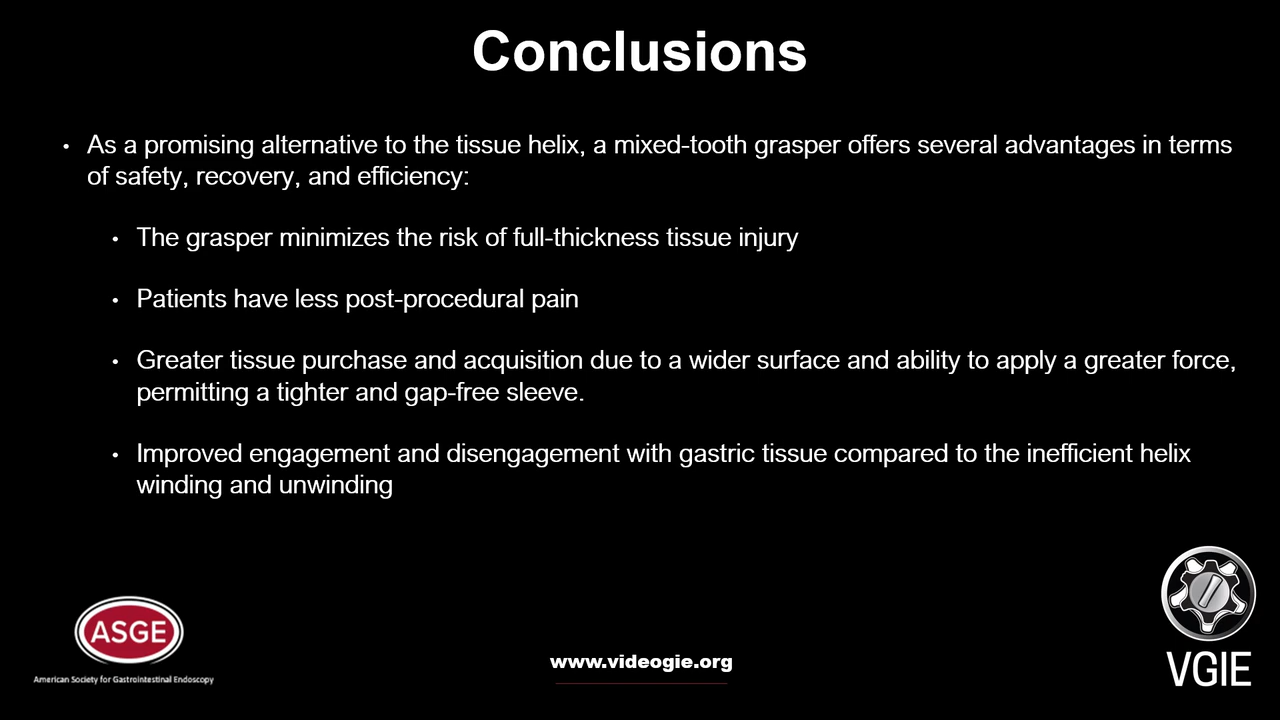 Conclusions
• As a promising alternative to the tissue helix, a mixed-tooth grasper offers several advantages in terms
of safety, recovery, and efficiency:
• The grasper minimizes the risk of full-thickness tissue injury
• Patients have less post-procedural pain
• Greater tissue purchase and acquisition due to a wider surface and ability to apply a greater force,
permitting a tighter and gap-free sleeve.
• Improved engagement and disengagement with gastric tissue compared to the inefficient helix
winding and unwinding
ASGE
American Society for Gastrointestinal Endoscopy
www.videogie.org
VGIE